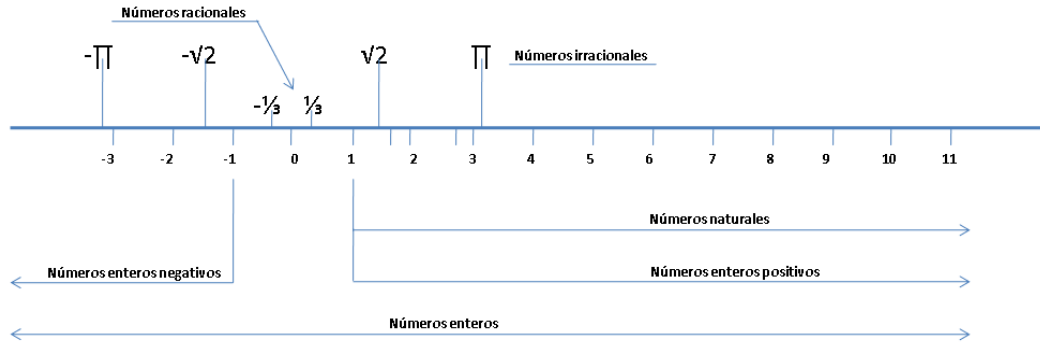 Números racionales
-∏ -√2 √2 ∏ Números irracionales
-⅓ ⅓
-3 -2 -1 0 1 2 3 4 5 6 7 8 9 10 11
Números naturales
Números enteros negativos Números enteros positivos
Números enteros